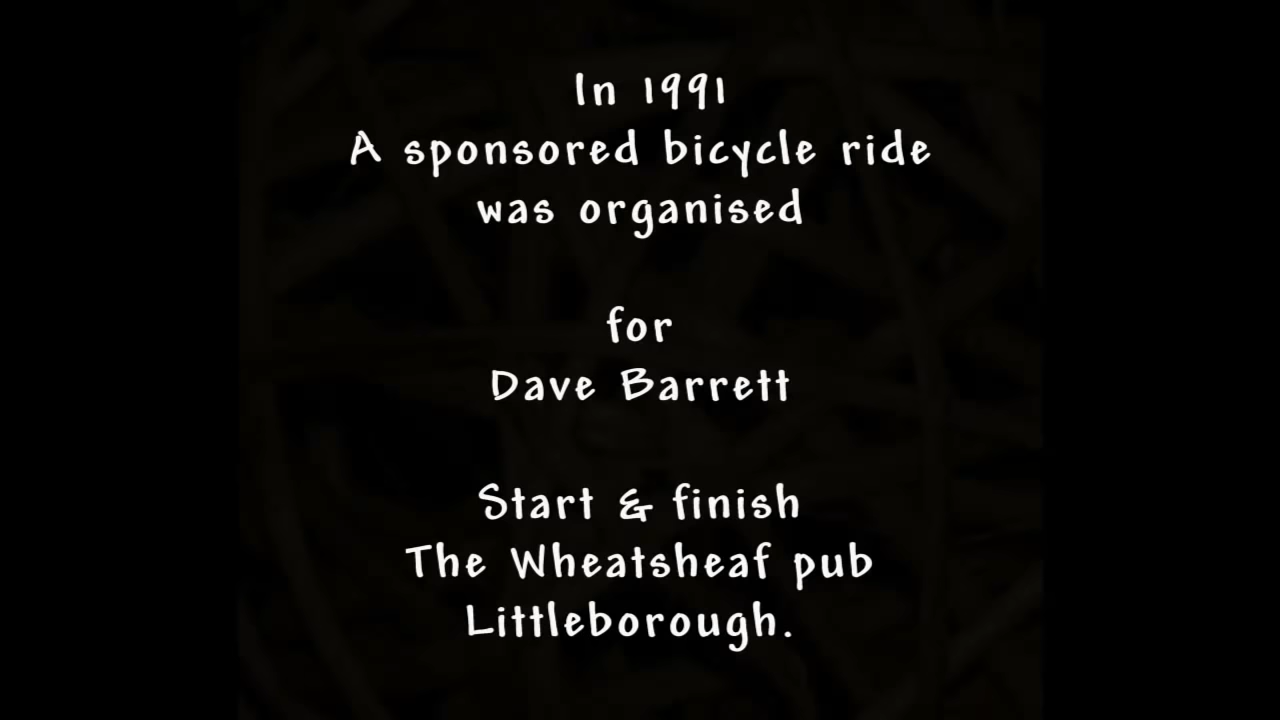 In 1991
A sponsored bicycle ride
was organised
for
Dave Barrett
Start & finish
The Wheatsheaf pub
Littleborough.